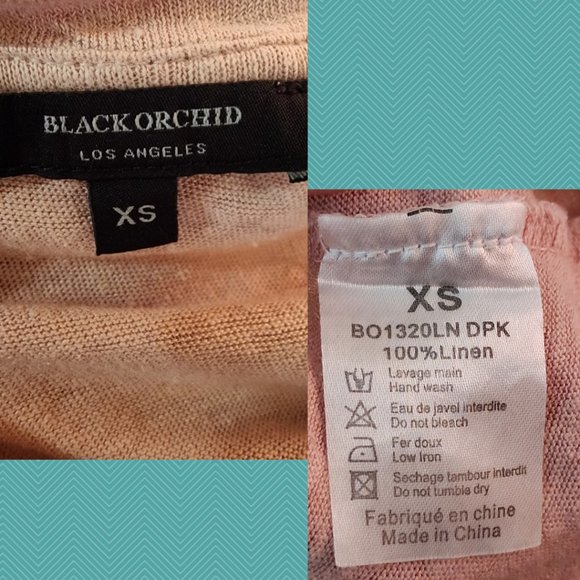 BLACK ORCHID
LOS ANGELES
XS
XS
BO1320LN DPK
100%Linen
Lavage main
Hand wash
Eau de javel interdite
Do not bleach
Fer doux
Low Iron
Sechage tambour interdit
Do not tumble dry
Fabriqué en chine
Made in China